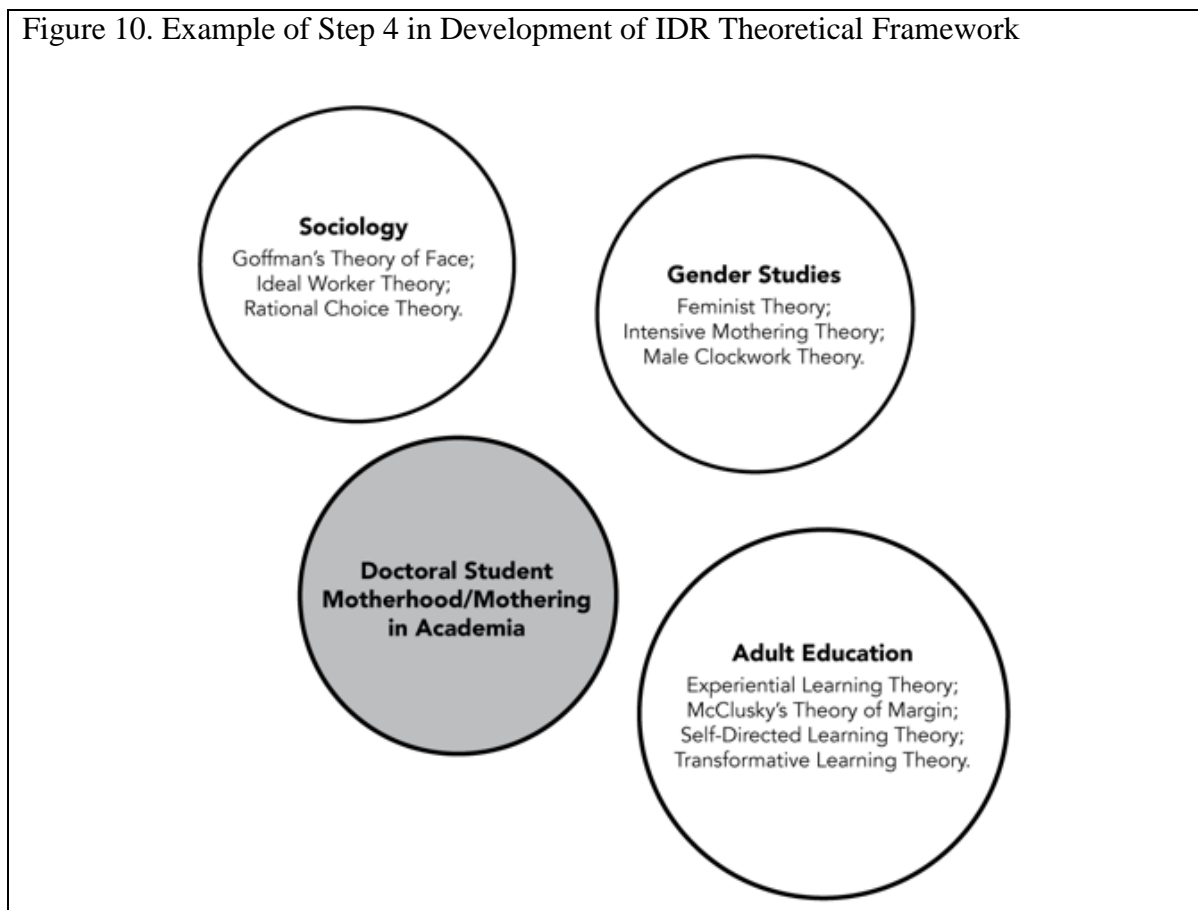 Figure 10. Example of Step 4 in Development of IDR Theoretical Framework
Sociology
Goffman's Theory of Face;
Ideal Worker Theory;
Rational Choice Theory.
Gender Studies
Feminist Theory;
Intensive Mothering Theory;
Male Clockwork Theory.
Doctoral Student
Motherhood/Mothering
in Academia
Adult Education
Experiential Learning Theory;
McClusky's Theory of Margin;
Self-Directed Learning Theory;
Transformative Learning Theory.